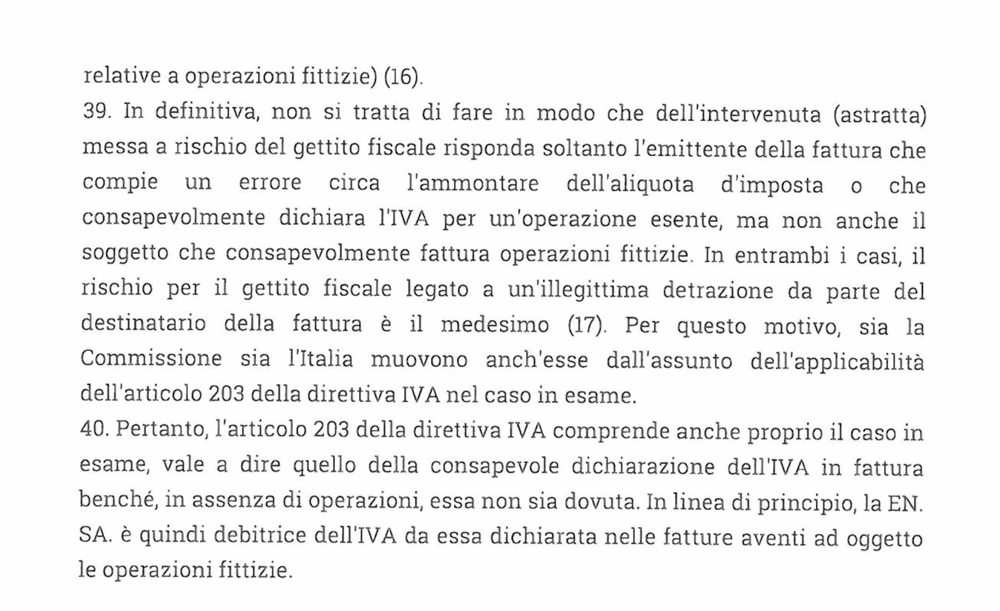 relative a operazioni fittizie) (16).
39. In definitiva, non si tratta di fare in modo che dell'intervenuta (astratta)
messa a rischio del gettito fiscale risponda soltanto l'emittente della fattura che
compie un errore circa l'ammontare dell'aliquota d'imposta o che
consapevolmente dichiara l'IVA per un'operazione esente, ma non anche il
soggetto che consapevolmente fattura operazioni fittizie. In entrambi i casi, il
rischio per il gettito fiscale legato a un'illegittima detrazione da parte del
destinatario della fattura è il medesimo (17). Per questo motivo, sia la
Commissione sia l'Italia muovono anch'esse dall'assunto dell'applicabilità
dell'articolo 203 della direttiva IVA nel caso in esame.
40. Pertanto, l'articolo 203 della direttiva IVA comprende anche proprio il caso in
esame, vale a dire quello della consapevole dichiarazione dell'IVA in fattura
benché, in assenza di operazioni, essa non sia dovuta. In linea di principio, la EN.
SA. è quindi debitrice dell'IVA da essa dichiarata nelle fatture aventi ad oggetto
le operazioni fittizie.